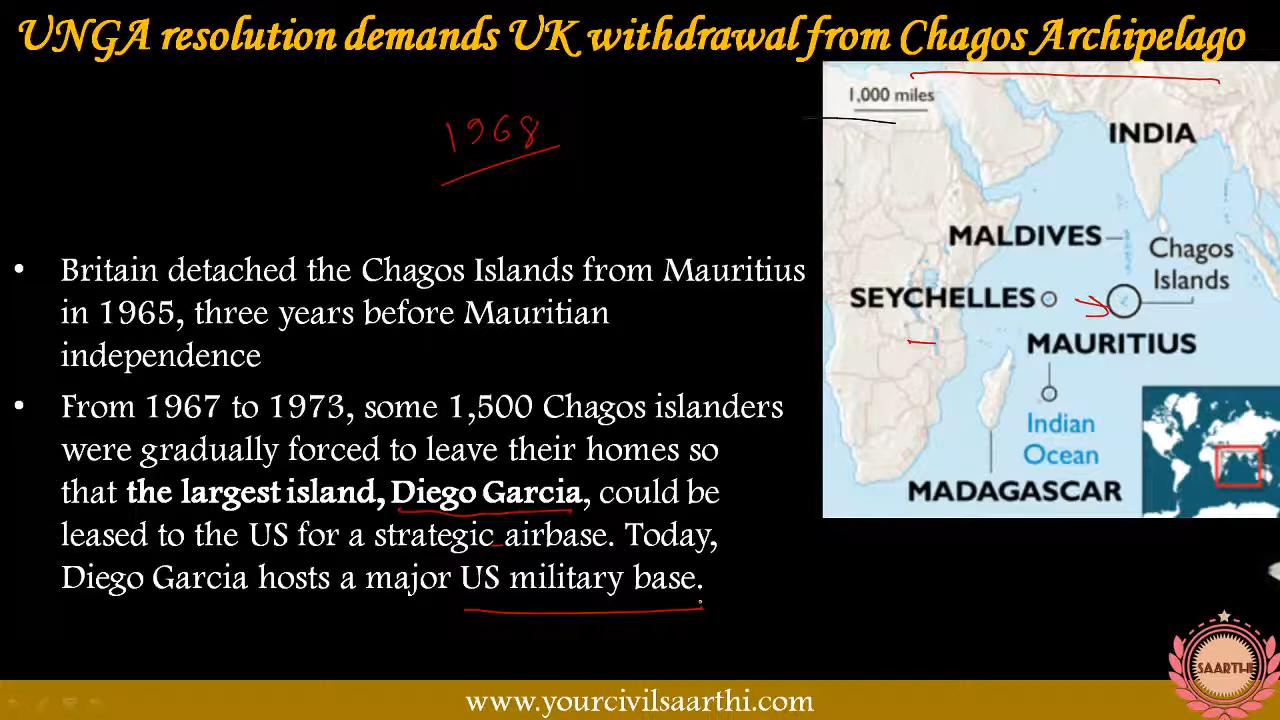 UNGA resolution demands UK withdrawal from Chagos Archipelago
1968
• Britain detached the Chagos Islands from Mauritius
in 1965, three years before Mauritian
independence
• From 1967 to 1973, some 1,500 Chagos islanders
were gradually forced to leave their homes so
that the largest island, Diego Garcia, could be
leased to the US for a strategic airbase. Today,
Diego Garcia hosts a major US military base.
1,000 miles
INDIA
MALDIVES
Chagos
Islands
SEYCHELLES
MAURITIUS
Indian
Ocean
MADAGASCAR
SAARTHI
www.yourcivilsaarthi.com